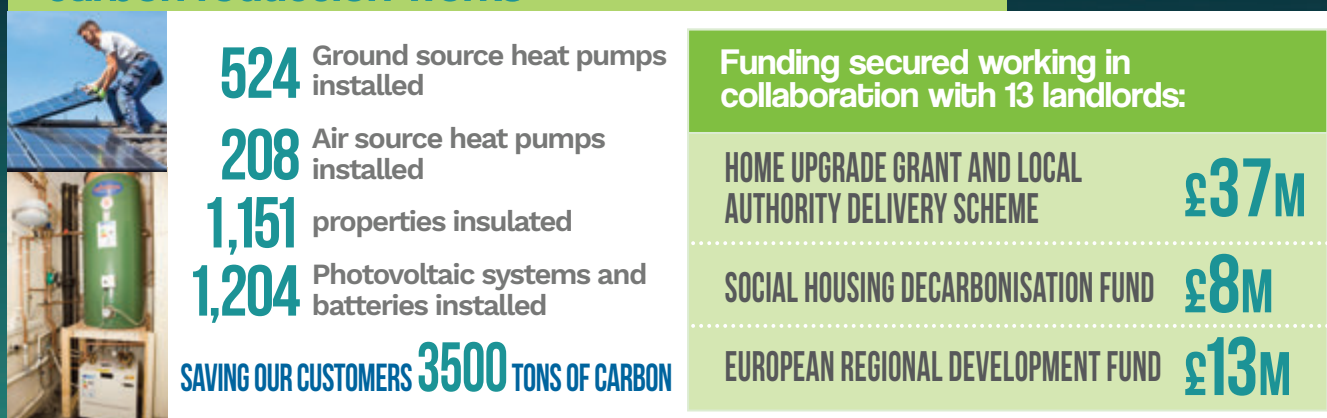 carbon reduction works
524 Ground source heat pumps
installed
208 Air source heat pumps
installed
1,151 properties insulated
1,204 Photovoltaic systems and
batteries installed
SAVING OUR CUSTOMERS 3500 TONS OF CARBON
Funding secured working in
collaboration with 13 landlords:
HOME UPGRADE GRANT AND LOCAL
AUTHORITY DELIVERY SCHEME £37M
SOCIAL HOUSING DECARBONISATION FUND £8M
EUROPEAN REGIONAL DEVELOPMENT FUND £13M